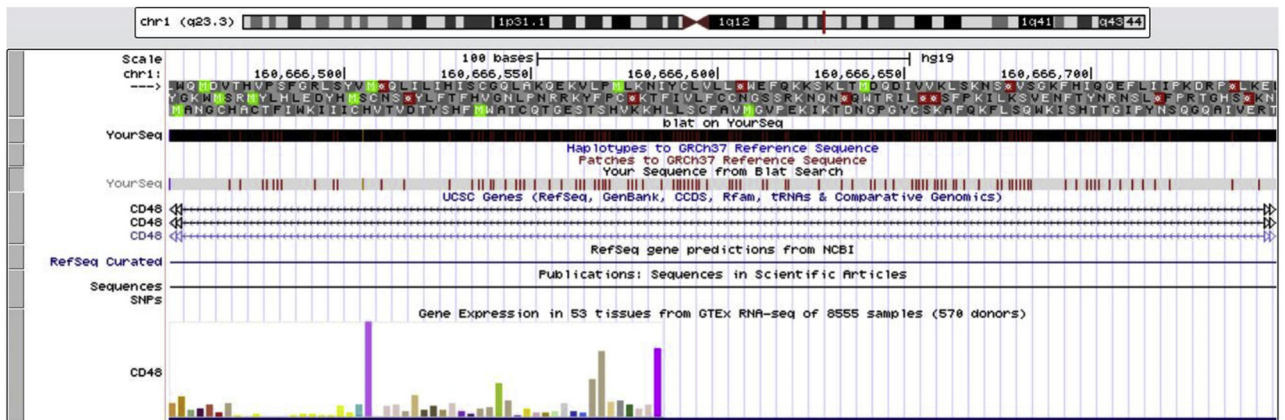 chr1 (q23.3) 1p31.1 1q12 1q41 q43 44
Scale 100 bases hg19
chr1: 160,666,500 160,666,550 160,666,600 160,666,650 160,666,700
--->
blat on YourSeq
YourSeq
Haplotypes to GRCh37 Reference Sequence
Patches to GRCh37 Reference Sequence
Your Sequence from Blat Search
YourSeq
UCSC Genes (RefSeq, GenBank, CCDS, Rfam, tRNAs & Comparative Genomics)
CD48
CD48
CD48
RefSeq gene predictions from NCBI
RefSeq Curated
Publications: Sequences in Scientific Articles
Sequences
SNPs
Gene Expression in 53 tissues from GTEx RNA-seq of 8555 samples (570 donors)
CD48